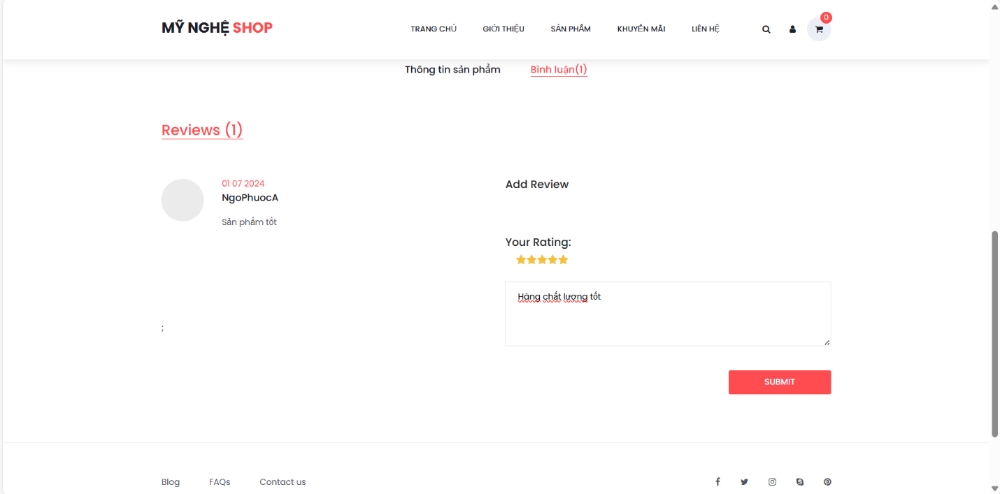 MỸ NGHỆ SHOP
TRANG CHỦ GIỚI THIỆU SẢN PHẨM KHUYẾN MÃI LIÊN HỆ 0
Thông tin sản phẩm Bình luận(1)
Reviews (1)
01 07 2024
NgoPhuocA
Sản phẩm tốt
;
Add Review
Your Rating:
Hàng chất lượng tốt
SUBMIT
Blog FAQs Contact us